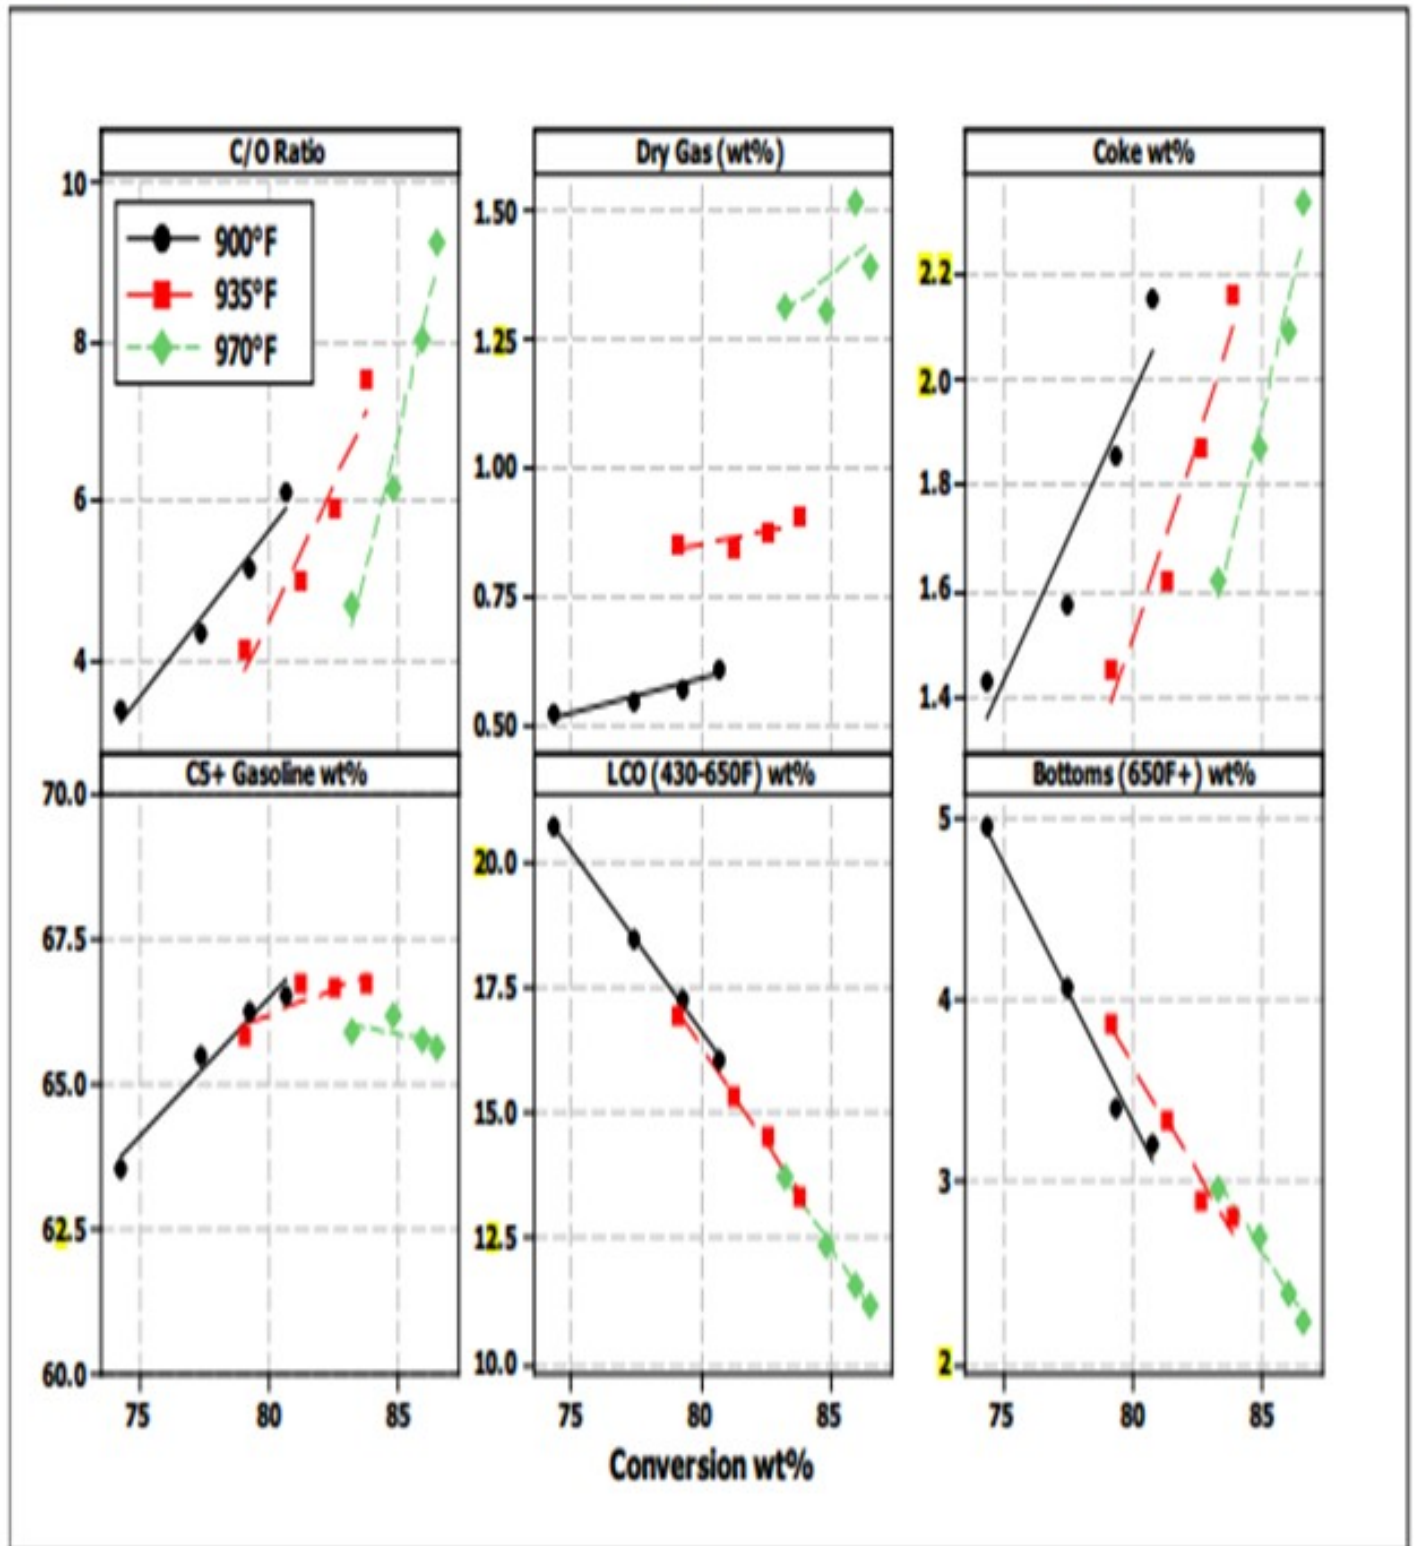 C/O Ratio
Dry Gas (wt%)
Coke wt%
10
8
6
4
900°F
935°F
970°F
1.50
1.25
1.00
0.75
0.50
2.2
2.0
1.8
1.6
1.4
C5+ Gasoline wt%
LCO (430-650F) wt%
Bottoms (650F+) wt%
70.0
67.5
65.0
62.5
60.0
20.0
17.5
15.0
12.5
10.0
5
4
3
2
75 80 85
75 80 85
75 80 85
Conversion wt%